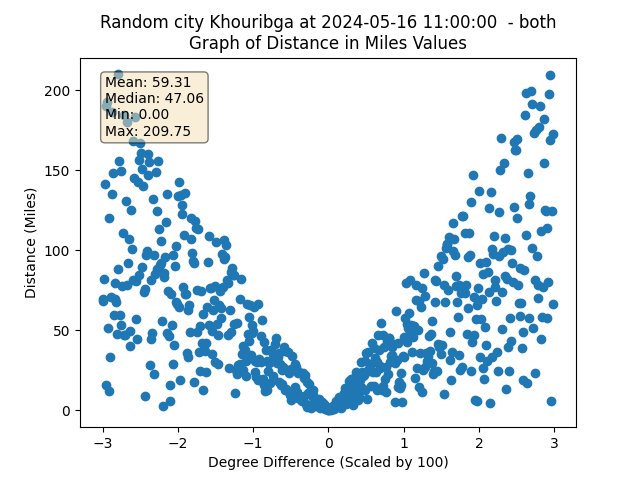 Random city Khouribga at 2024-05-16 11:00:00  - both
Graph of Distance in Miles Values
Mean: 59.31
Median: 47.06
Min: 0.00
Max: 209.75
Distance (Miles)
200
150
100
50
0
−3 −2 −1 0 1 2 3
Degree Difference (Scaled by 100)